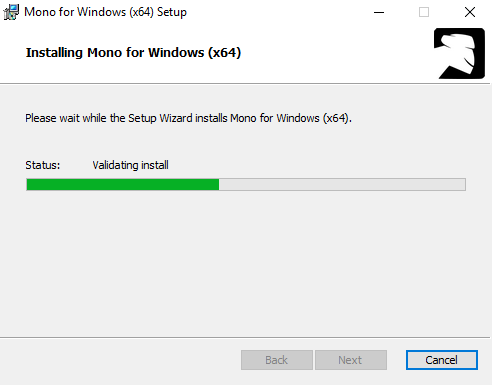 Mono for Windows (x64) Setup
Installing Mono for Windows (x64)
Please wait while the Setup Wizard installs Mono for Windows (x64).
Status: Validating install
Back Next Cancel